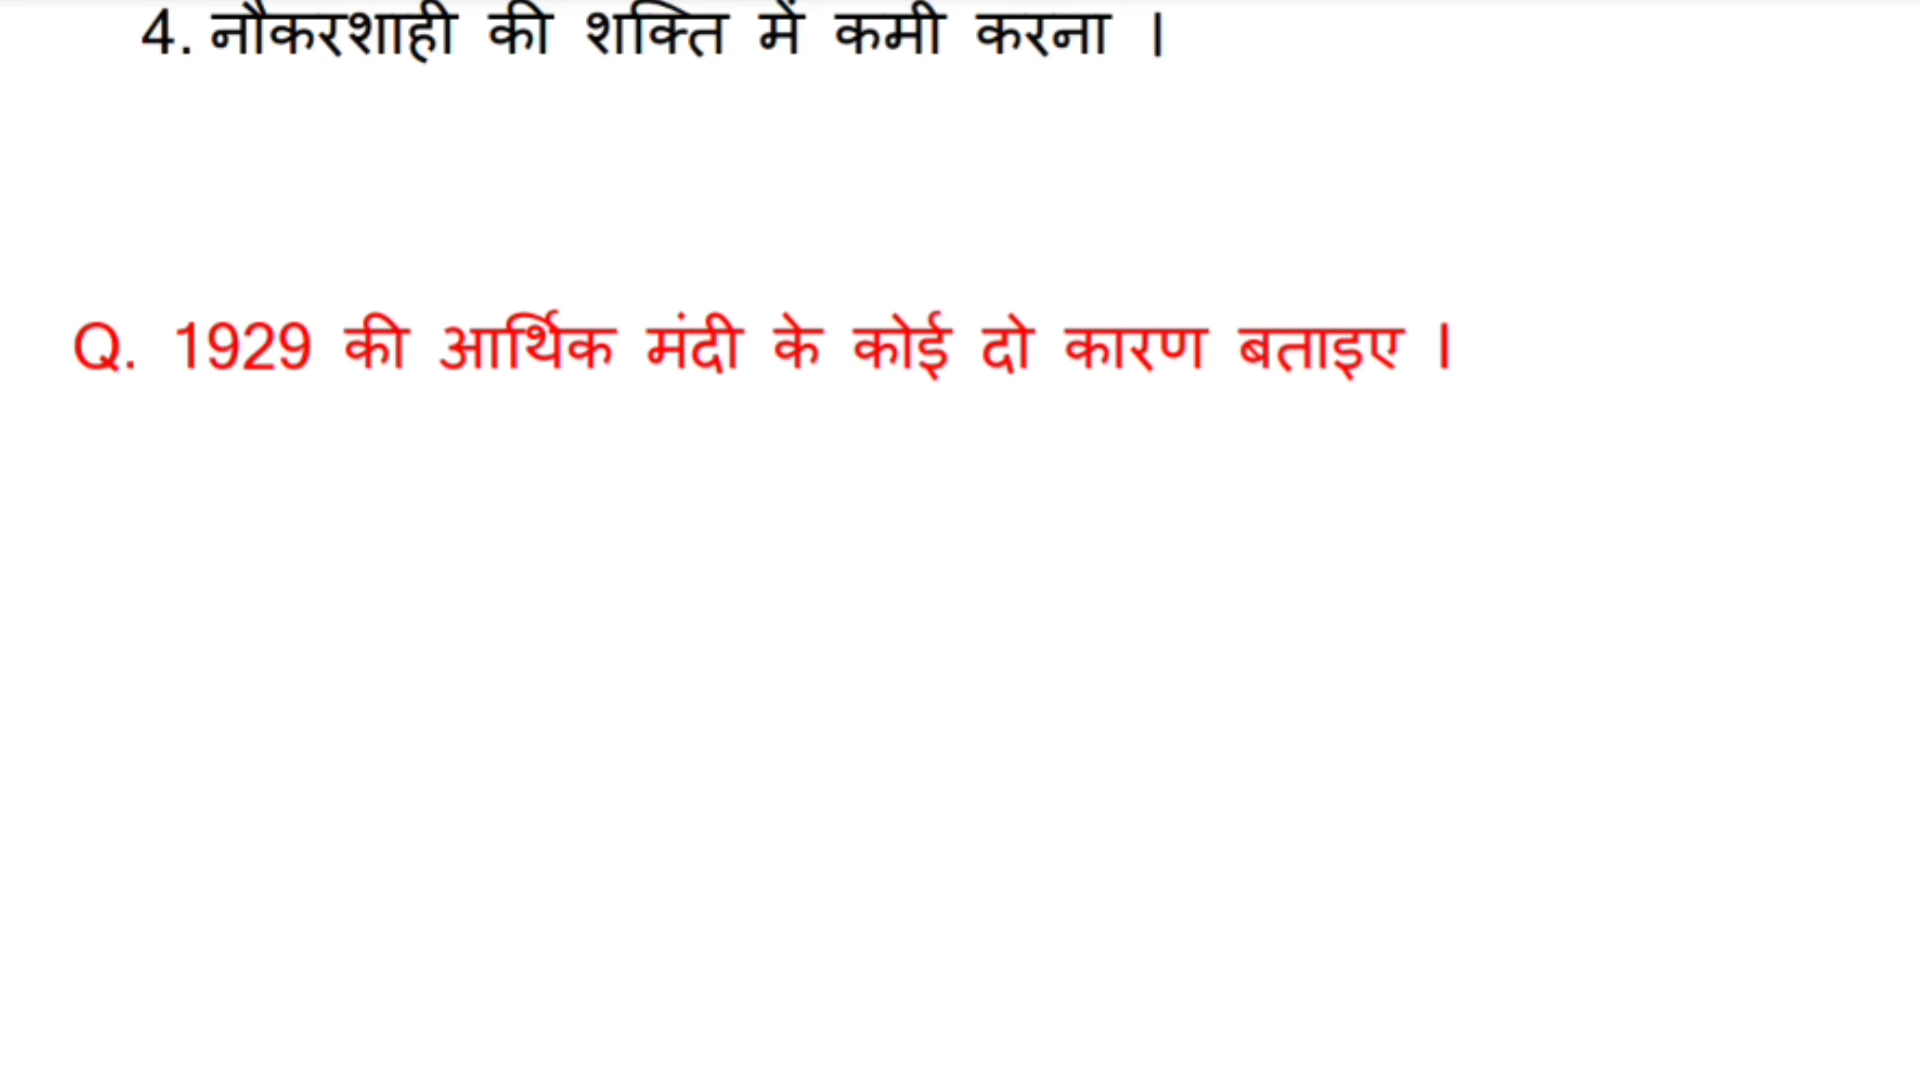 4. नौकरशाही की शक्ति में कमी करना ।
Q. 1929 की आर्थिक मंदी के कोई दो कारण बताइए ।